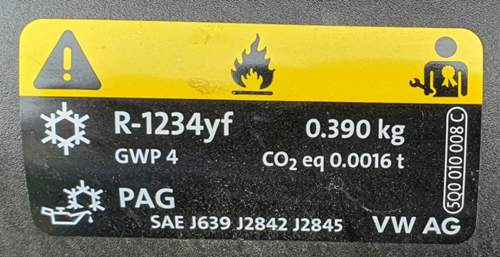 R-1234yf 0.390 kg
GWP 4 CO₂ eq 0.0016 t
PAG
SAE J639 J2842 J2845 VW AG
5Q0 010 008 C